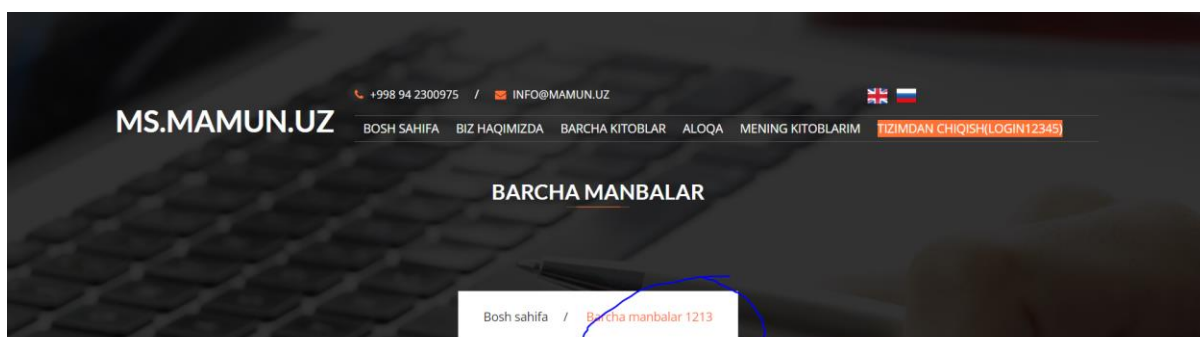 +998 94 2300975 / INFO@MAMUN.UZ
MS.MAMUN.UZ
BOSH SAHIFA BIZ HAQIMIZDA BARCHA KITOBLAR ALOQA MENING KITOBLARIM TIZIMDAN CHIQISH(LOGIN12345)
BARCHA MANBALAR
Bosh sahifa / Barcha manbalar 1213